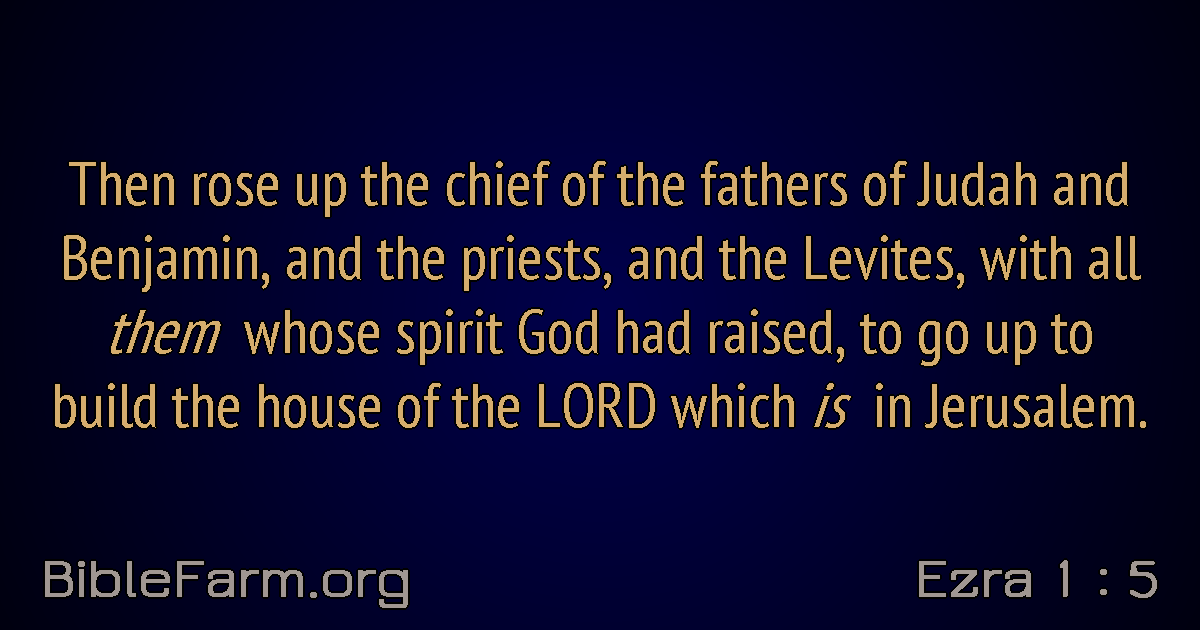 Then rose up the chief of the fathers of Judah and
Benjamin, and the priests, and the Levites, with all
them whose spirit God had raised, to go up to
build the house of the LORD which is in Jerusalem.
BibleFarm.org
Ezra 1 : 5